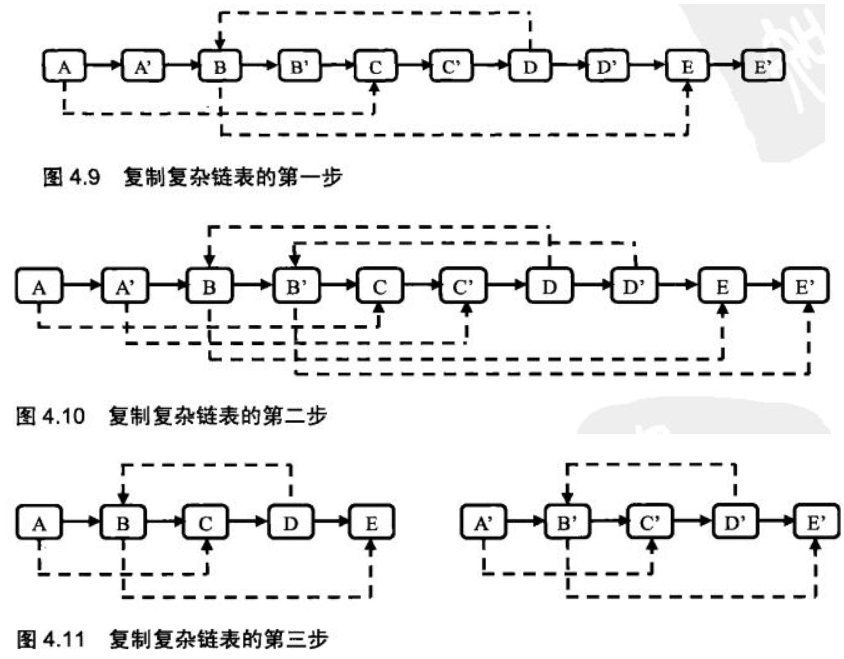 A A' B B' C C' D D' E E'
图 4.9 复制复杂链表的第一步
A A' B B' C C' D D' E E'
图 4.10 复制复杂链表的第二步
A B C D E A' B' C' D' E'
图 4.11 复制复杂链表的第三步